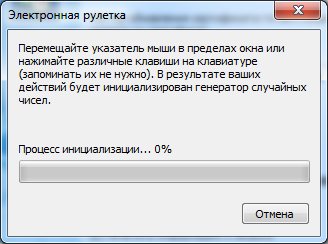 Электронная рулетка
Перемещайте указатель мыши в пределах окна или
нажимайте различные клавиши на клавиатуре
(запоминать их не нужно). В результате ваших
действий будет инициализирован генератор случайных
чисел.
Процесс инициализации... 0%
Отмена